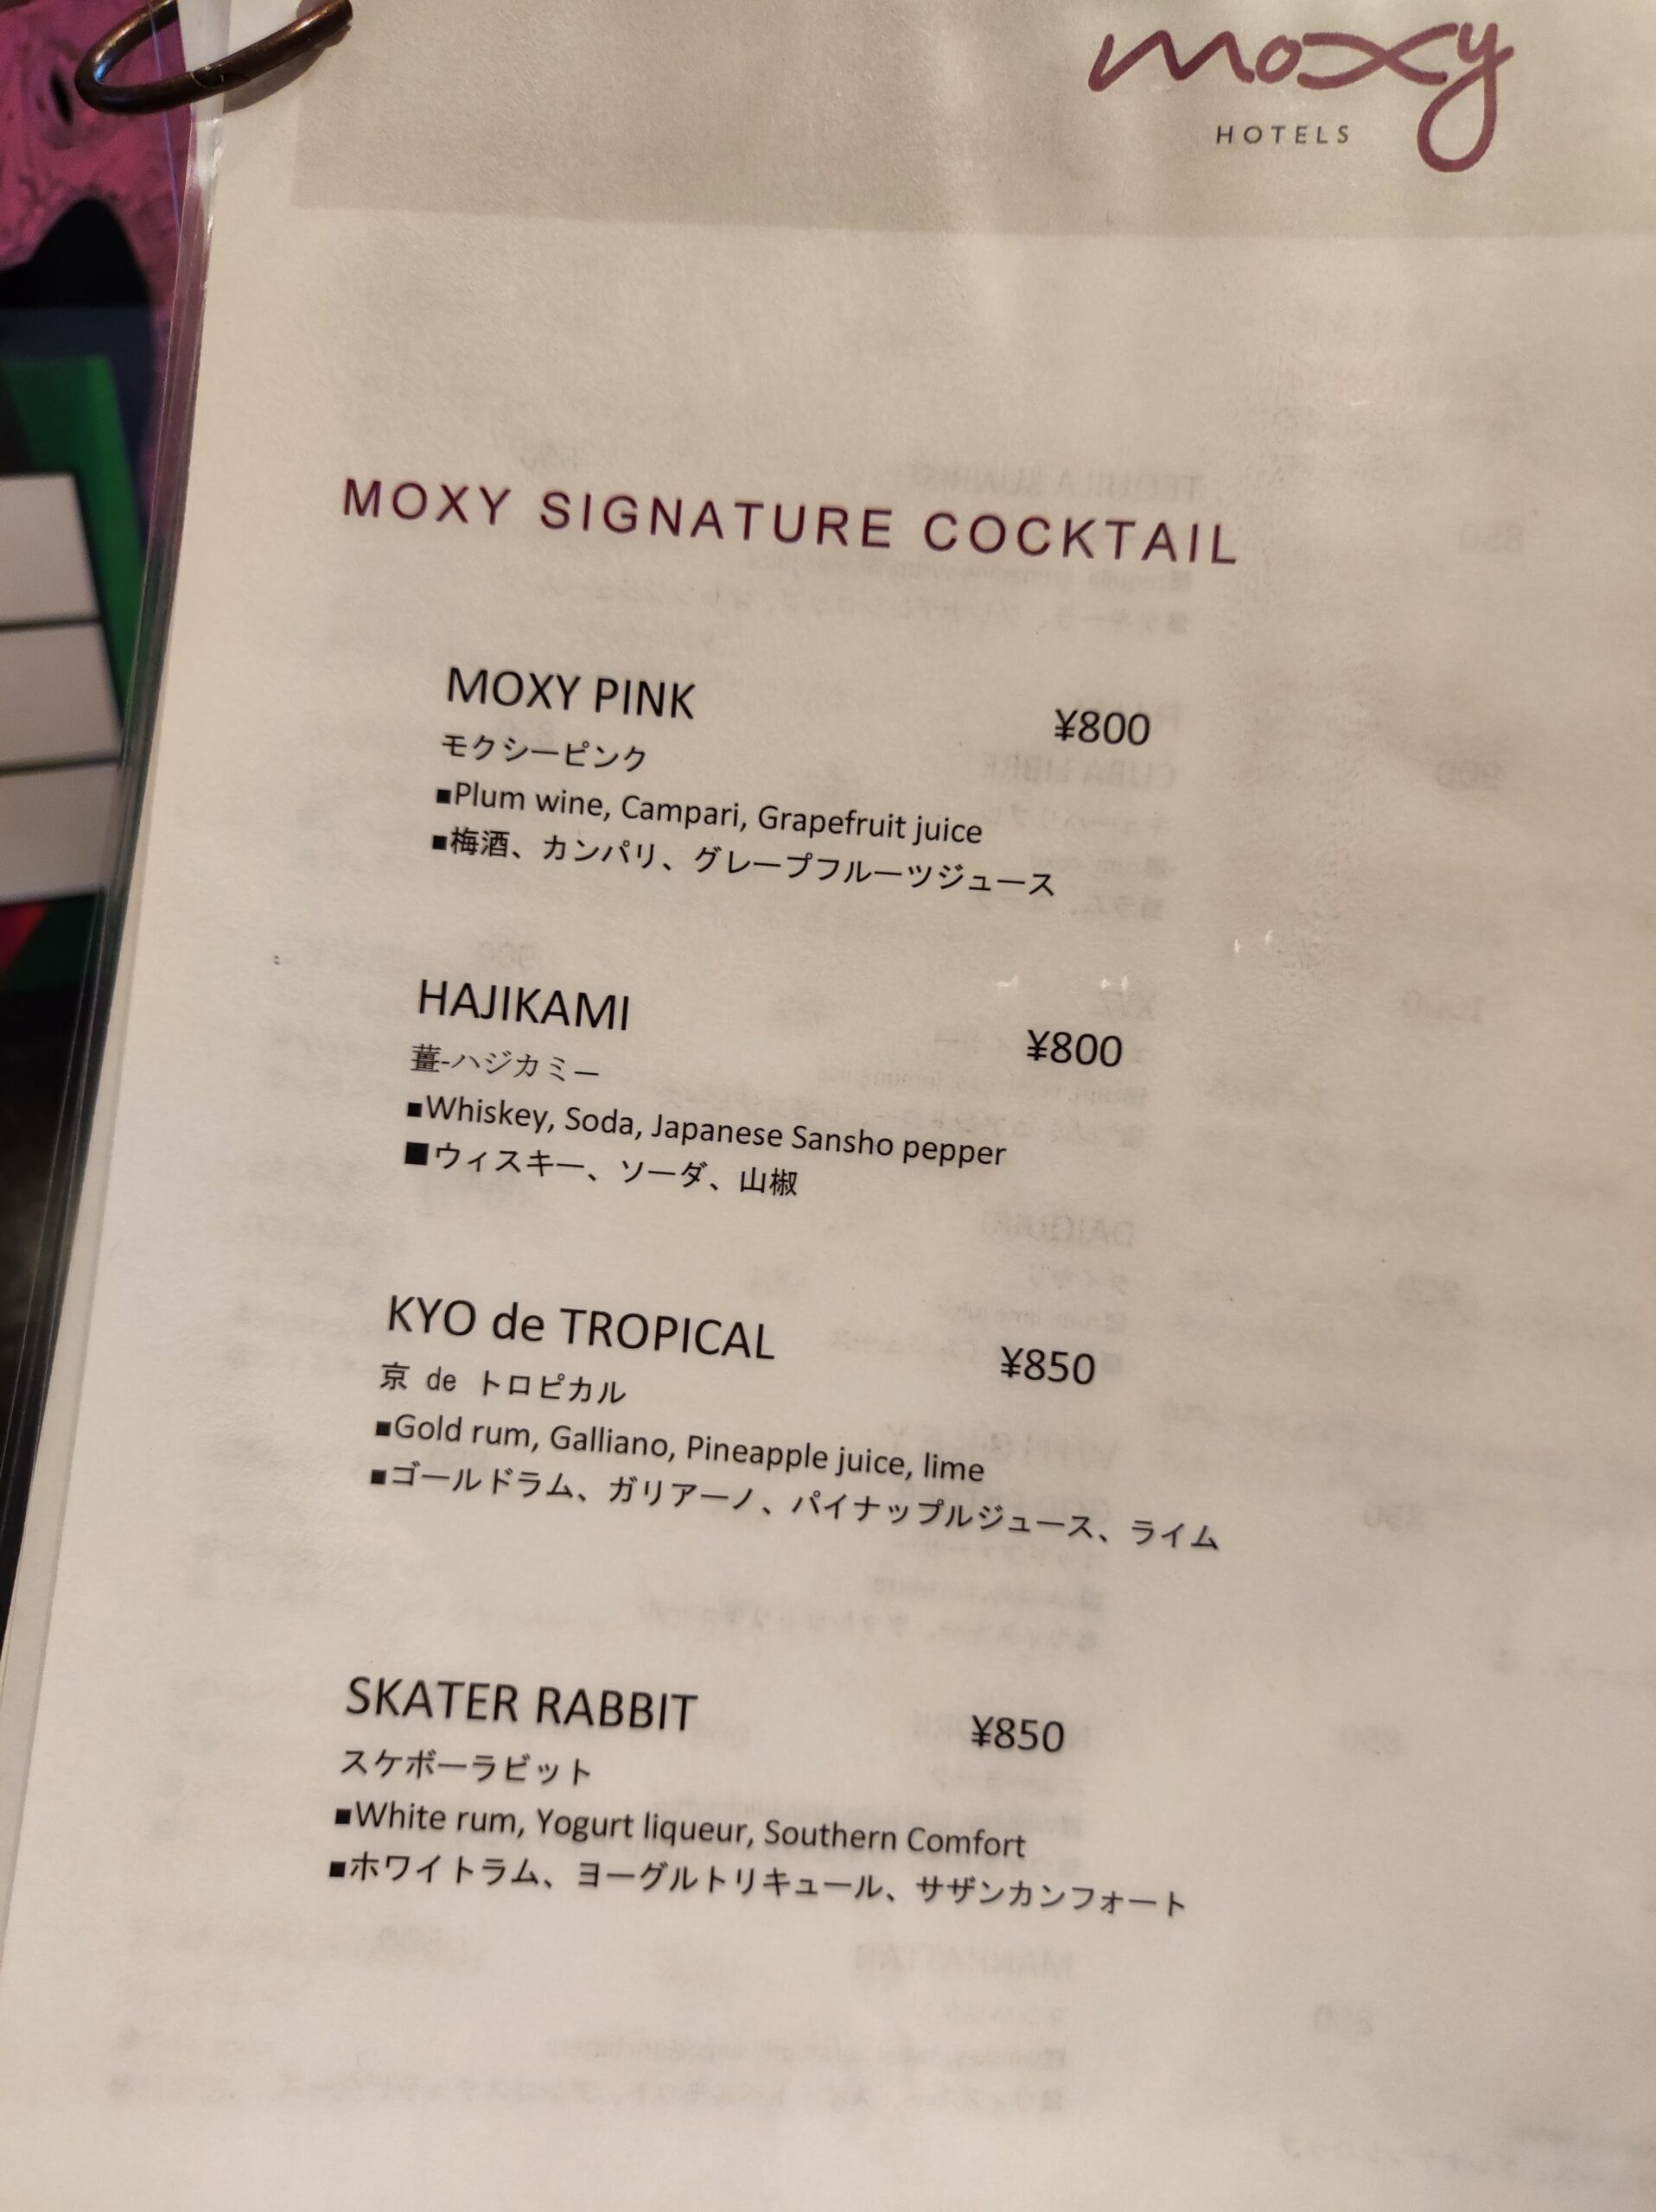 moxy
HOTELS
MOXY SIGNATURE COCKTAIL
MOXY PINK ¥800
モクシーピンク
■Plum wine, Campari, Grapefruit juice
■梅酒、カンパリ、グレープフルーツジュース
HAJIKAMI ¥800
薑-ハジカミー
■Whiskey, Soda, Japanese Sansho pepper
■ウィスキー、ソーダ、山椒
KYO de TROPICAL ¥850
京 de トロピカル
■Gold rum, Galliano, Pineapple juice, lime
■ゴールドラム、ガリアーノ、パイナップルジュース、ライム
SKATER RABBIT ¥850
スケボーラビット
■White rum, Yogurt liqueur, Southern Comfort
■ホワイトラム、ヨーグルトリキュール、サザンカンフォート